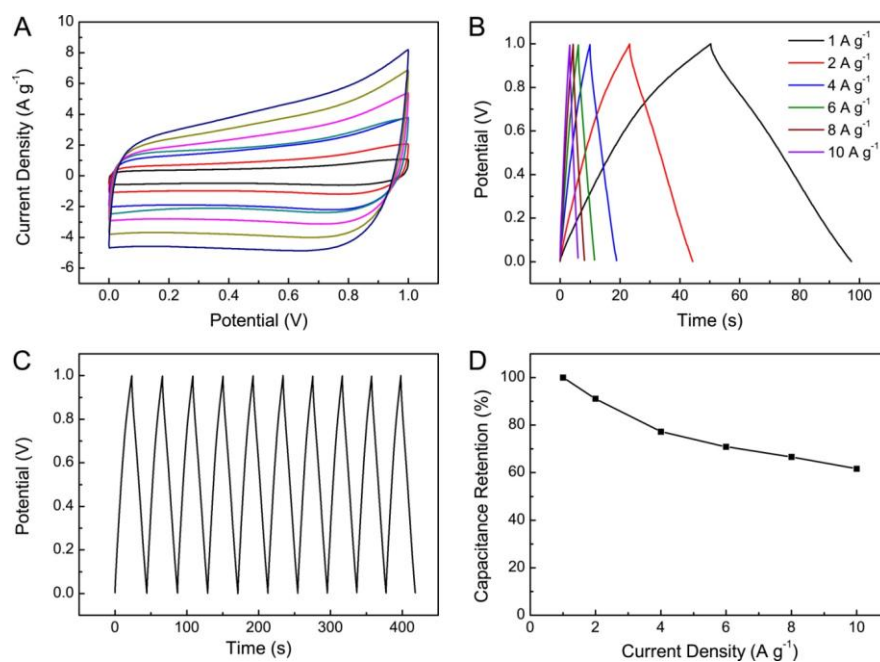 A
Current Density (A g⁻¹)
10
8
6
4
2
0
-2
-4
-6
0.0 0.2 0.4 0.6 0.8 1.0
Potential (V)
B
Potential (V)
1.0
0.8
0.6
0.4
0.2
0.0
1 A g⁻¹
2 A g⁻¹
4 A g⁻¹
6 A g⁻¹
8 A g⁻¹
10 A g⁻¹
0 20 40 60 80 100
Time (s)
C
Potential (V)
1.0
0.8
0.6
0.4
0.2
0.0
0 100 200 300 400
Time (s)
D
Capacitance Retention (%)
100
80
60
40
20
0
2 4 6 8 10
Current Density (A g⁻¹)